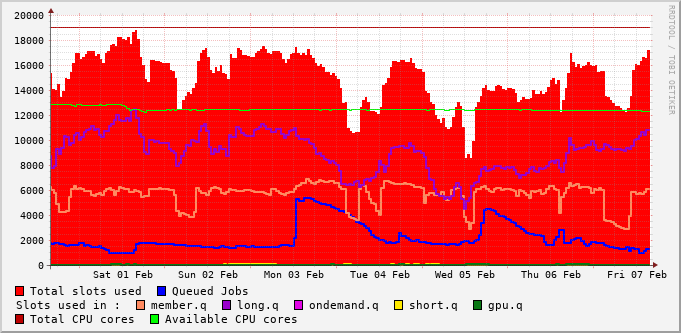 20000
18000
16000
14000
12000
10000
8000
6000
4000
2000
0
Sat 01 Feb Sun 02 Feb Mon 03 Feb Tue 04 Feb Wed 05 Feb Thu 06 Feb Fri 07 Feb
Total slots used Queued Jobs
Slots used in : member.q long.q ondemand.q short.q gpu.q
Total CPU cores Available CPU cores
RRDTOOL / TOBI OETIKER